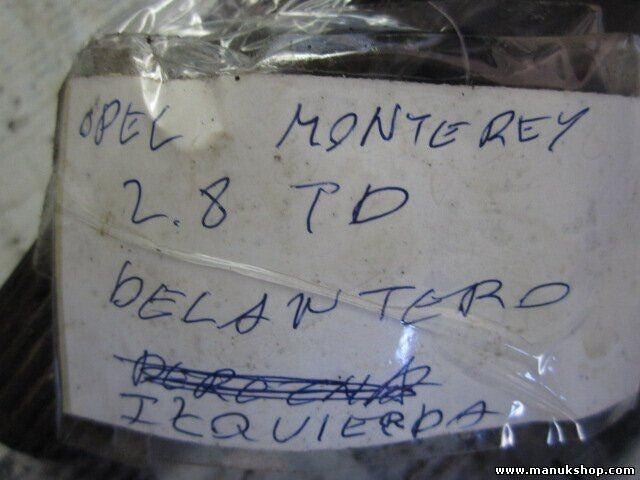 OPEL MONTEREY
2.8 TD
DELANTERO
IZQUIERDA
www.manukshop.com